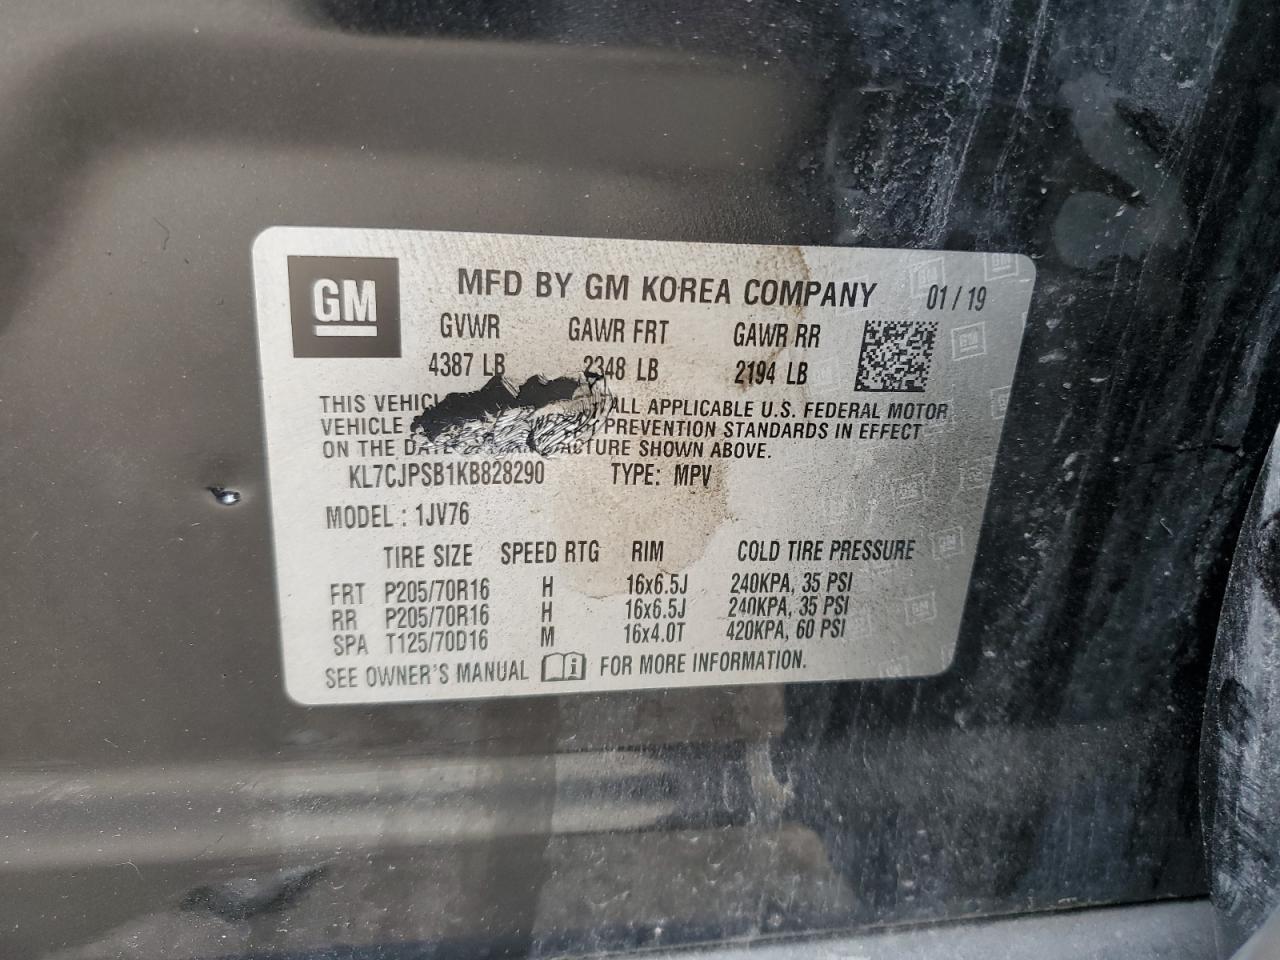 GM
MFD BY GM KOREA COMPANY 01 / 19
GVWR GAWR FRT GAWR RR
4387 LB 2348 LB 2194 LB
THIS VEHICL ALL APPLICABLE U.S. FEDERAL MOTOR
VEHICLE PREVENTION STANDARDS IN EFFECT
ON THE DATE OF MANUFACTURE SHOWN ABOVE.
KL7CJPSB1KB828290 TYPE: MPV
MODEL : 1JV76
TIRE SIZE SPEED RTG RIM COLD TIRE PRESSURE
FRT P205/70R16 H 16x6.5J 240KPA, 35 PSI
RR P205/70R16 H 16x6.5J 240KPA, 35 PSI
SPA T125/70D16 M 16x4.0T 420KPA, 60 PSI
SEE OWNER'S MANUAL FOR MORE INFORMATION.